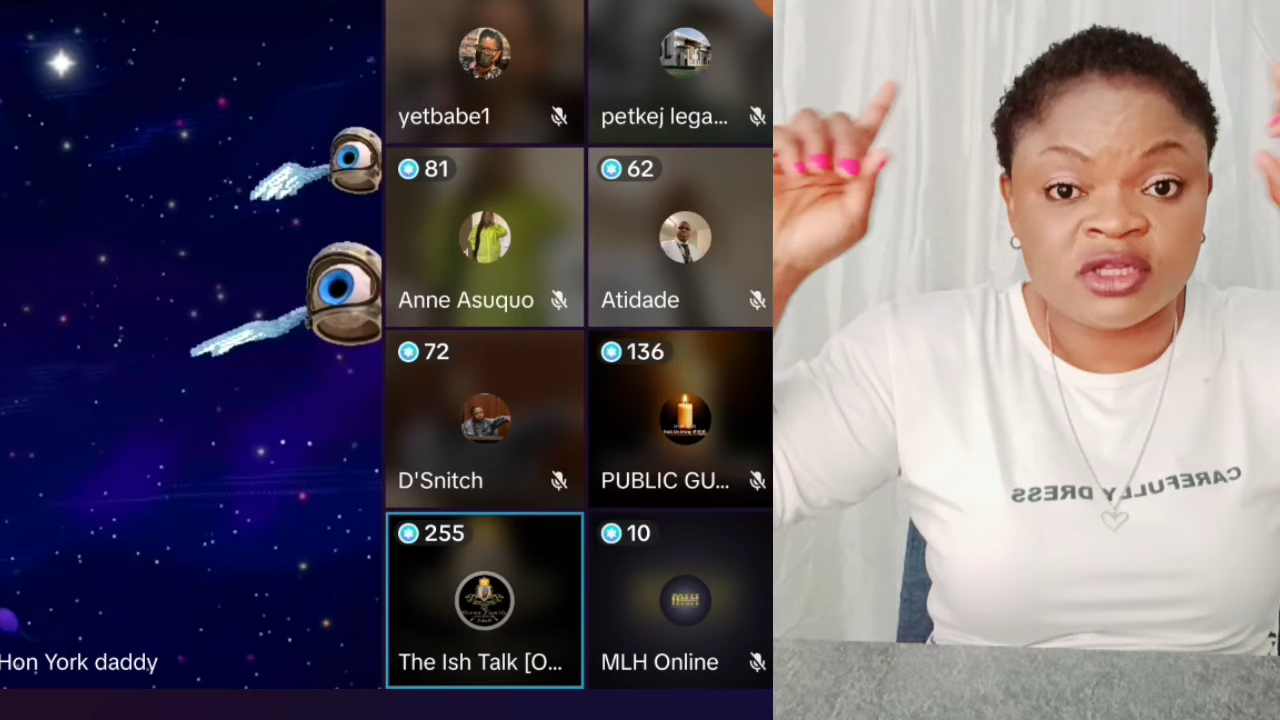 yetbabe1
petkej lega...
81
62
Anne Asuquo
Atidade
72
136
D'Snitch
PUBLIC GU...
255
10
Hon York daddy
The Ish Talk [O...
MLH Online
CAREFULLY DRESS